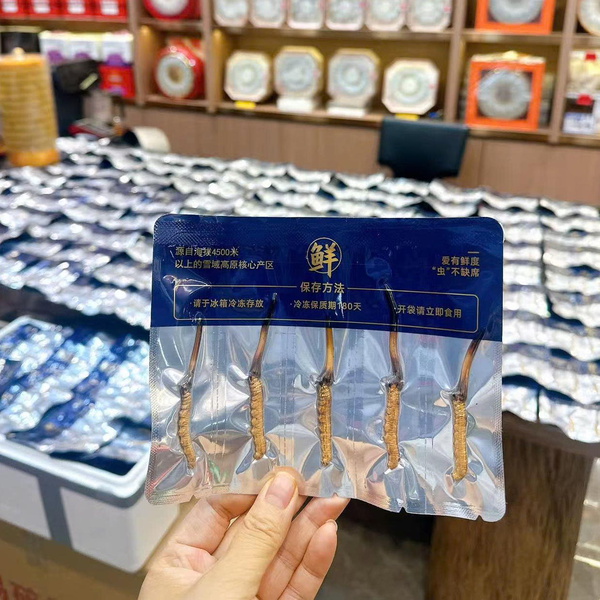 源自海拔4500米
以上的雪域高原核心产区
鲜
爱有鲜度
“虫”不缺席
保存方法
·请于冰箱冷冻存放
·冷冻保质期180天
·开袋请立即食用